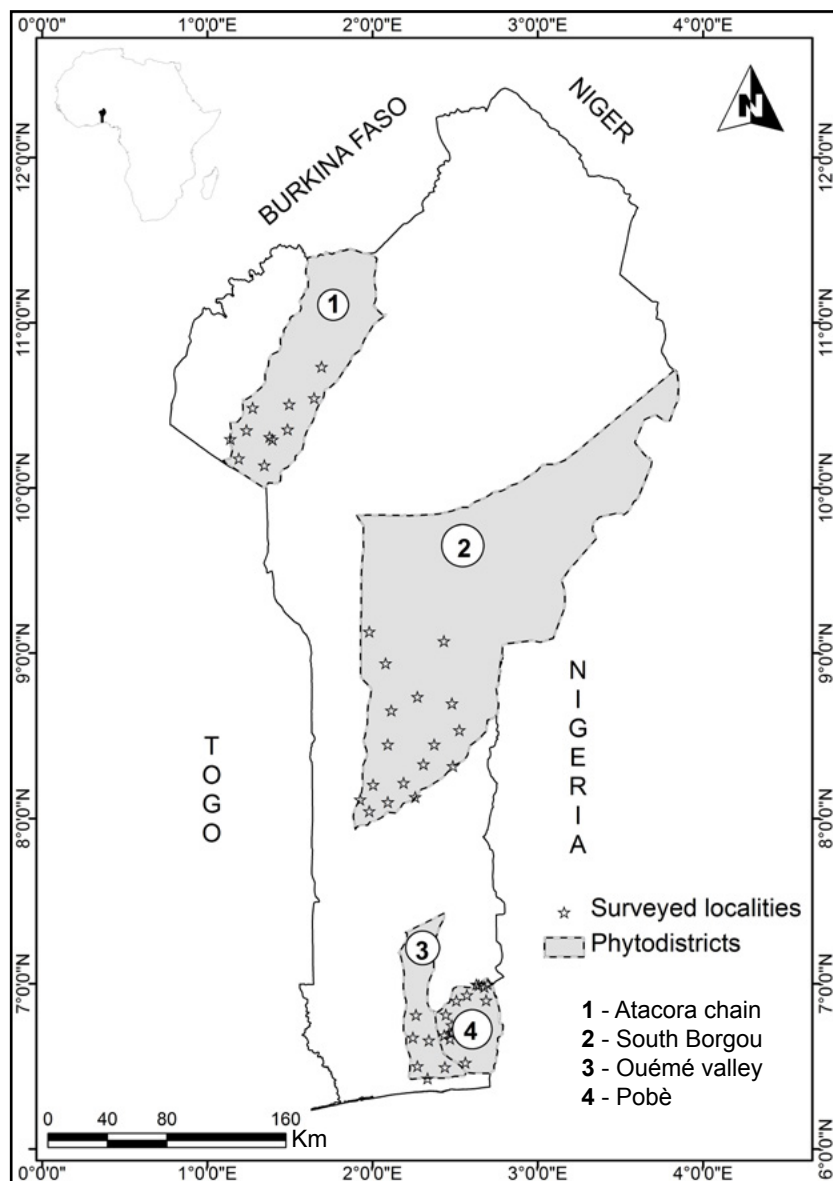 0°0'0" 1°0'0"E 2°0'0"E 3°0'0"E 4°0'0"E
N
NIGER
BURKINA FASO
12°0'0"N 12°0'0"N
11°0'0"N 11°0'0"N
1
10°0'0"N 10°0'0"N
2
9°0'0"N 9°0'0"N
TOGO
NIGERIA
8°0'0"N 8°0'0"N
Surveyed localities
Phytodistricts
3
7°0'0"N 7°0'0"N
4
1 - Atacora chain
2 - South Borgou
3 - Ouémé valley
4 - Pobè
0 40 80 160
Km
6°0'0"N
0°0'0" 1°0'0"E 2°0'0"E 3°0'0"E 4°0'0"E